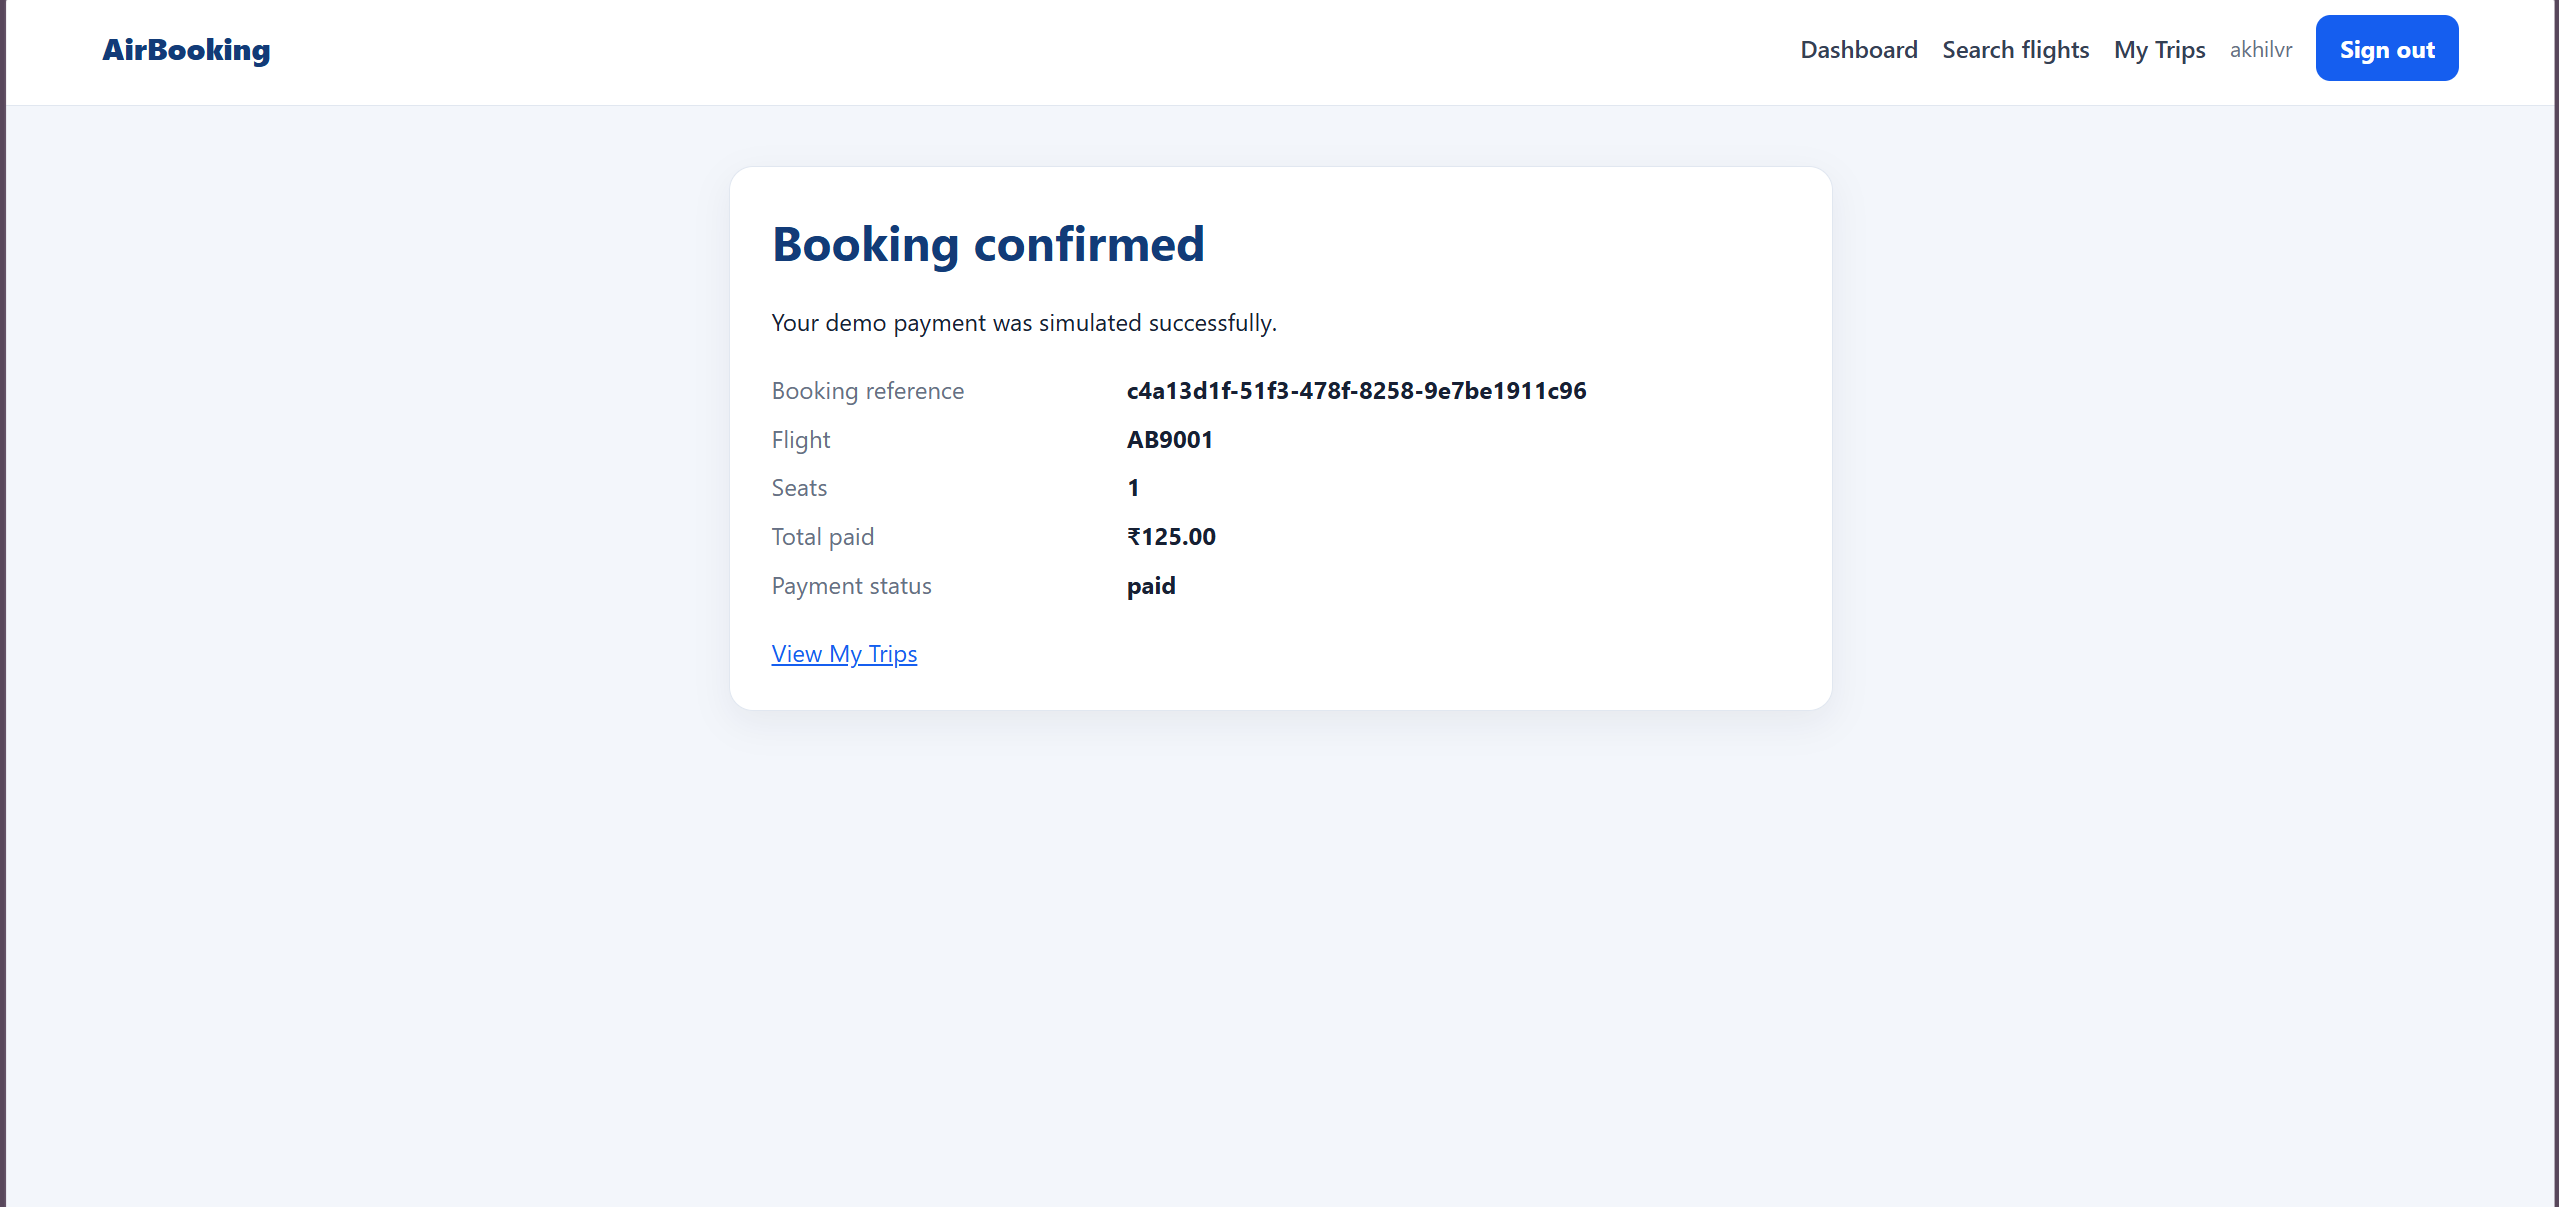 AirBooking
Dashboard Search flights My Trips akhilvr Sign out
Booking confirmed
Your demo payment was simulated successfully.
Booking reference c4a13d1f-51f3-478f-8258-9e7be1911c96
Flight AB9001
Seats 1
Total paid ₹125.00
Payment status paid
View My Trips